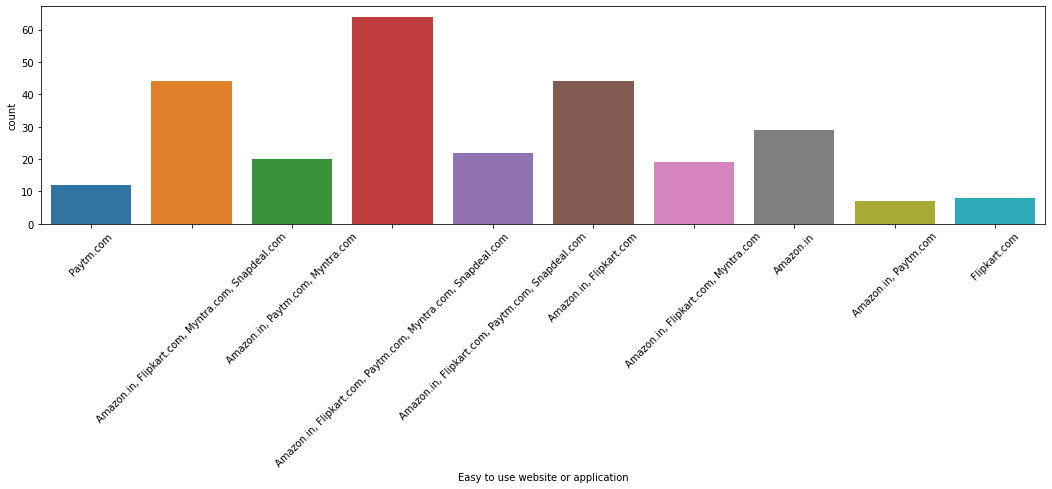 60
50
40
30
20
10
0
count
Paytm.com
Amazon.in, Flipkart.com, Myntra.com, Snapdeal.com
Amazon.in, Paytm.com, Myntra.com
Amazon.in, Flipkart.com, Paytm.com, Myntra.com, Snapdeal.com
Amazon.in, Flipkart.com, Paytm.com, Snapdeal.com
Amazon.in, Flipkart.com
Amazon.in, Flipkart.com, Myntra.com
Amazon.in
Amazon.in, Paytm.com
Flipkart.com
Easy to use website or application